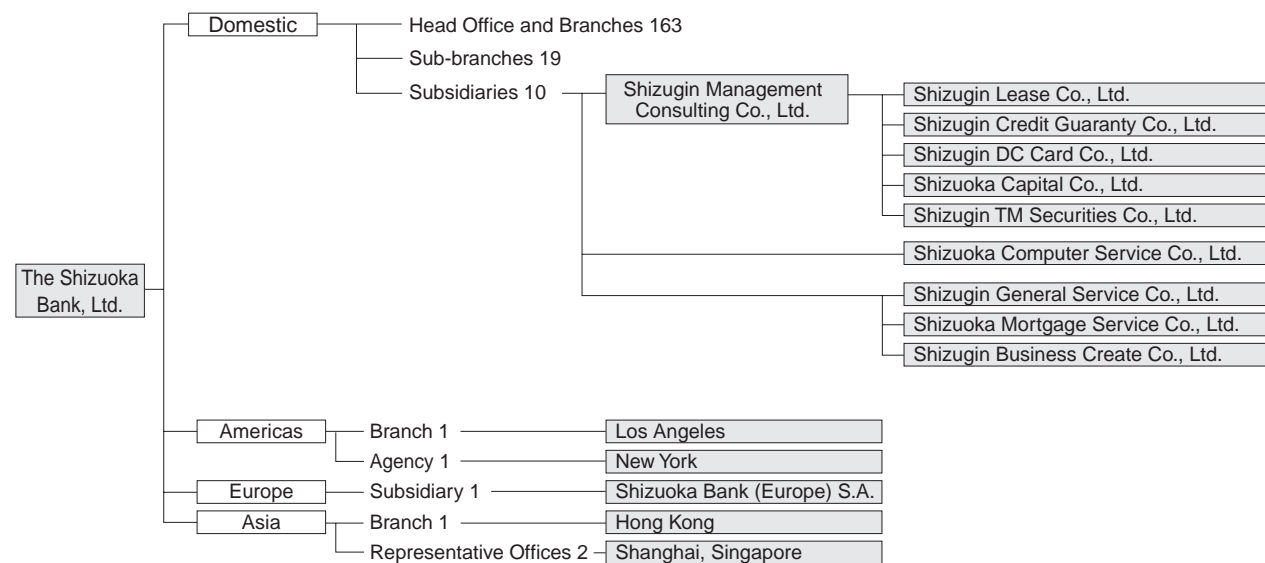 Domestic
Head Office and Branches 163
Sub-branches 19
Subsidiaries 10
Shizugin Management
Consulting Co., Ltd.
Shizugin Lease Co., Ltd.
Shizugin Credit Guaranty Co., Ltd.
Shizugin DC Card Co., Ltd.
Shizuoka Capital Co., Ltd.
Shizugin TM Securities Co., Ltd.
Shizuoka Computer Service Co., Ltd.
Shizugin General Service Co., Ltd.
Shizuoka Mortgage Service Co., Ltd.
Shizugin Business Create Co., Ltd.
The Shizuoka
Bank, Ltd.
Americas
Branch 1
Los Angeles
Agency 1
New York
Europe
Subsidiary 1
Shizuoka Bank (Europe) S.A.
Asia
Branch 1
Hong Kong
Representative Offices 2
Shanghai, Singapore